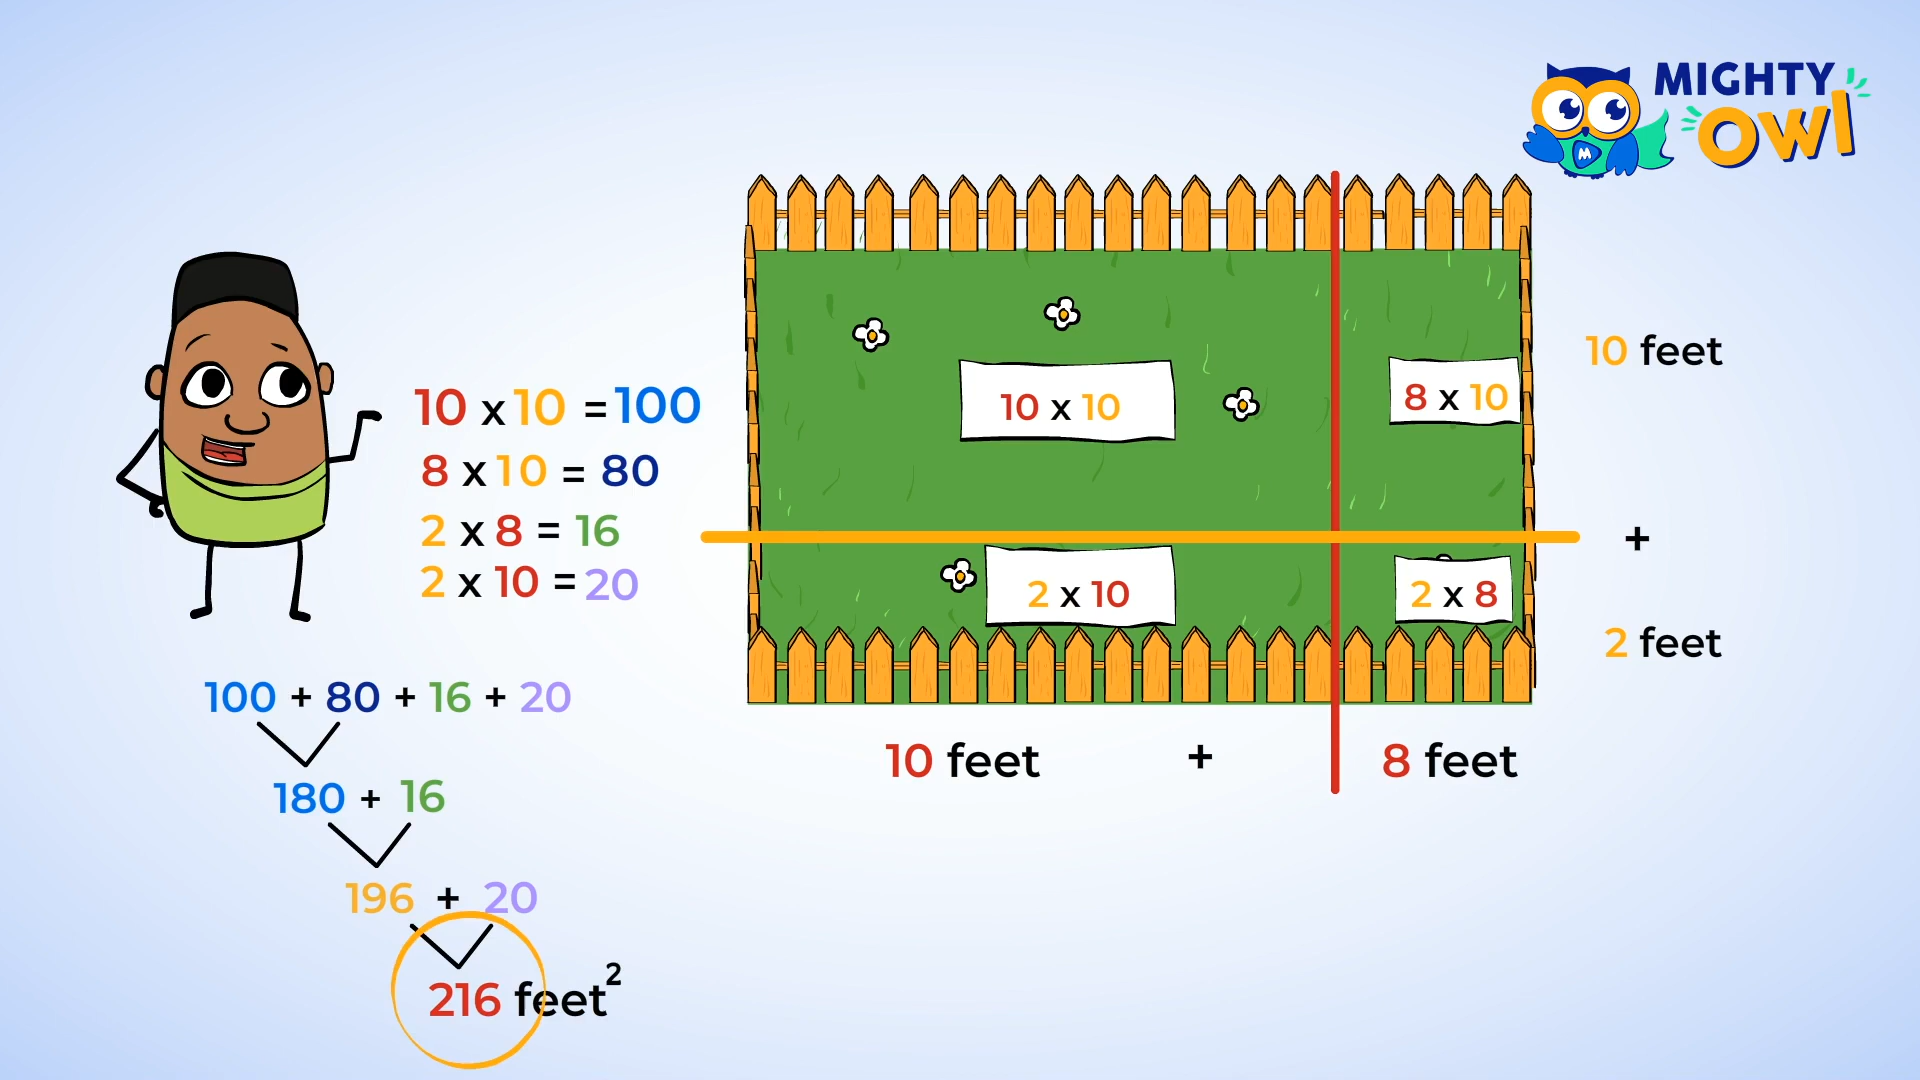 MIGHTY
OWL
M
10 x 10 = 100
8 x 10 = 80
2 x 8 = 16
2 x 10 = 20
100 + 80 + 16 + 20
180 + 16
196 + 20
216 feet²
10 x 10
8 x 10
2 x 10
2 x 8
10 feet
+
2 feet
10 feet + 8 feet